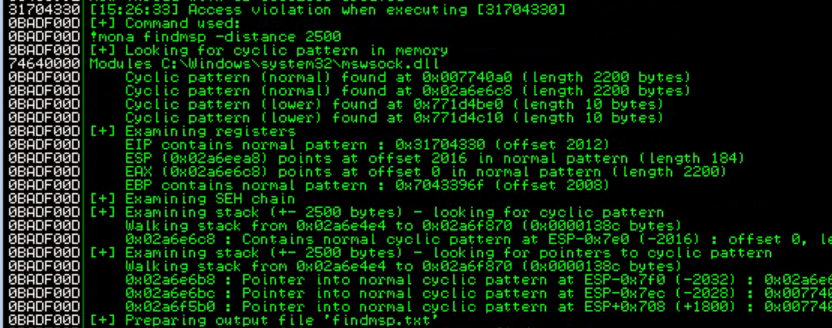 31704330 [15:26:33] Access violation when executing [31704330]
0BADF00D [+] Command used:
0BADF00D !mona findmsp -distance 2500
0BADF00D [+] Looking for cyclic pattern in memory
74640000 Modules C:\Windows\system32\mswsock.dll
0BADF00D Cyclic pattern (normal) found at 0x007740a0 (length 2200 bytes)
0BADF00D Cyclic pattern (normal) found at 0x02a6e6c8 (length 2200 bytes)
0BADF00D Cyclic pattern (lower) found at 0x771d4be0 (length 10 bytes)
0BADF00D Cyclic pattern (lower) found at 0x771d4c10 (length 10 bytes)
0BADF00D [+] Examining registers
0BADF00D EIP contains normal pattern : 0x31704330 (offset 2012)
0BADF00D ESP (0x02a6eea8) points at offset 2016 in normal pattern (length 184)
0BADF00D EAX (0x02a6e6c8) points at offset 0 in normal pattern (length 2200)
0BADF00D EBP contains normal pattern : 0x7043396f (offset 2008)
0BADF00D [+] Examining SEH chain
0BADF00D [+] Examining stack (+- 2500 bytes) - looking for cyclic pattern
0BADF00D Walking stack from 0x02a6e4e4 to 0x02a6f870 (0x0000138c bytes)
0BADF00D 0x02a6e6c8 : Contains normal cyclic pattern at ESP-0x7e0 (-2016) : offset 0, le
0BADF00D [+] Examining stack (+- 2500 bytes) - looking for pointers to cyclic pattern
0BADF00D Walking stack from 0x02a6e4e4 to 0x02a6f870 (0x0000138c bytes)
0BADF00D 0x02a6e6b8 : Pointer into normal cyclic pattern at ESP-0x7f0 (-2032) : 0x02a6e
0BADF00D 0x02a6e6bc : Pointer into normal cyclic pattern at ESP-0x7ec (-2028) : 0x00774
0BADF00D 0x02a6f5b0 : Pointer into normal cyclic pattern at ESP+0x708 (+1800) : 0x00774
0BADF00D [+] Preparing output file 'findmsp.txt'